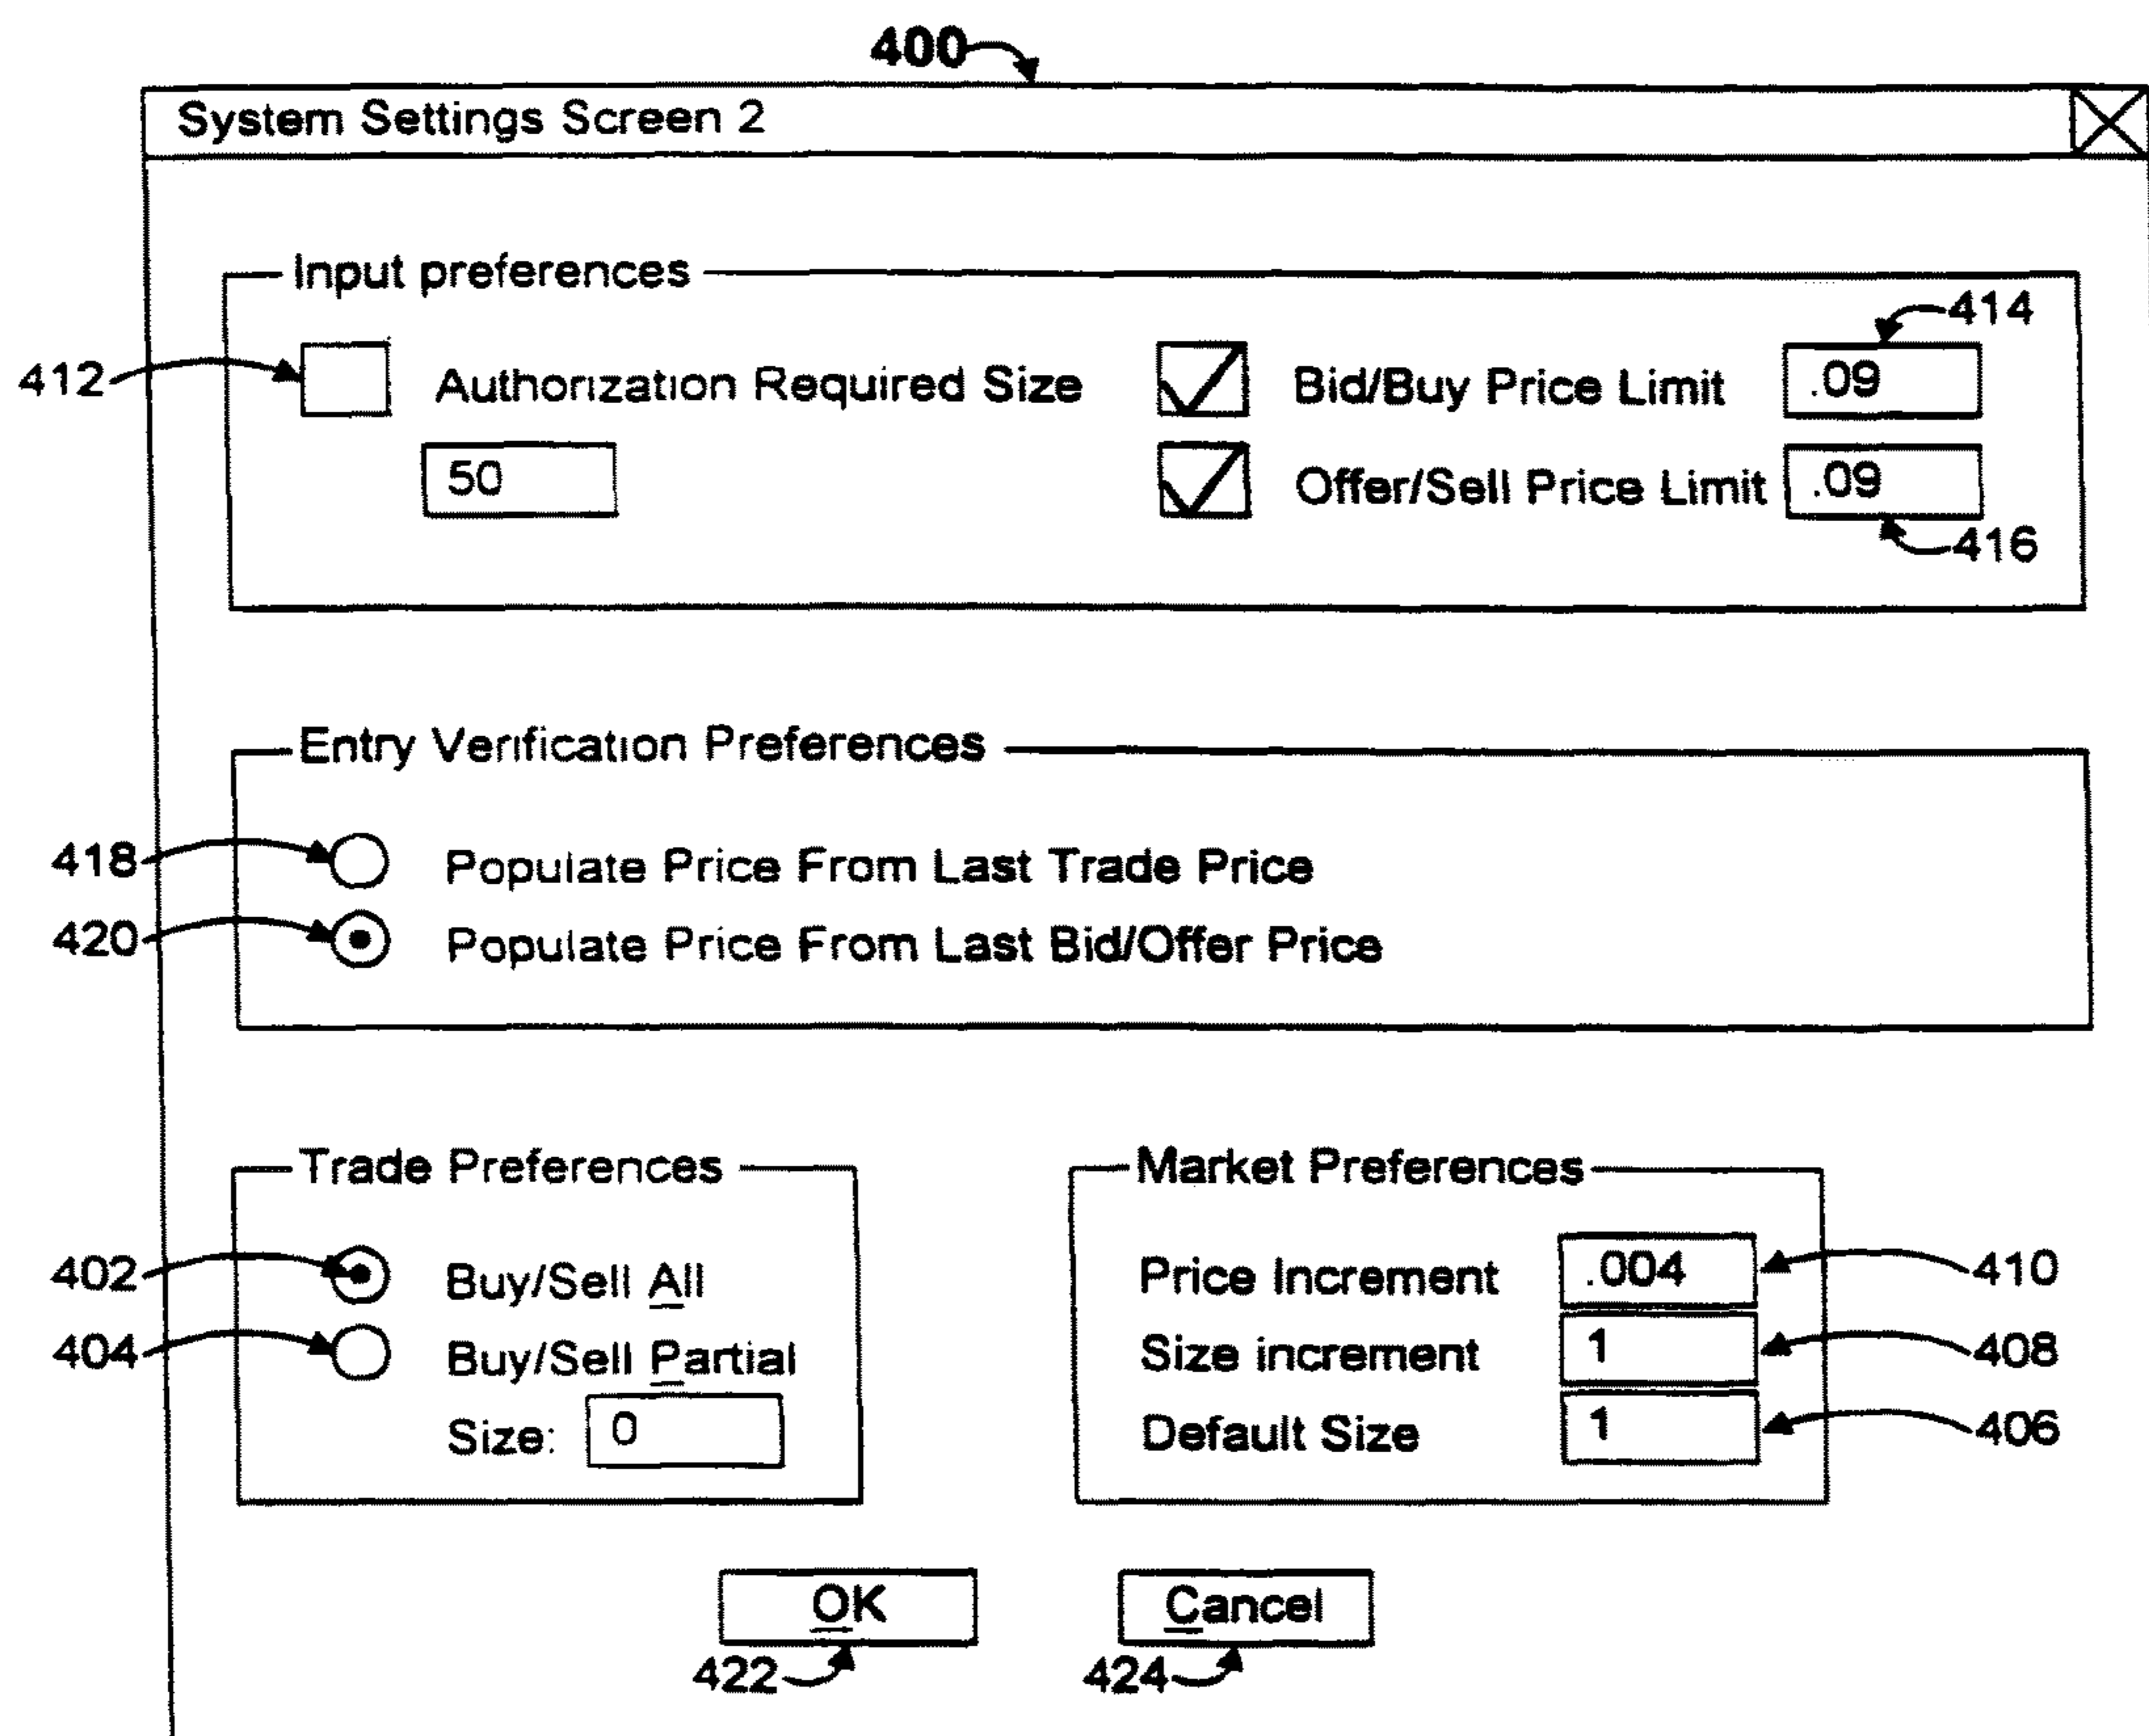 400
System Settings Screen 2
Input preferences
414
412 Authorization Required Size Bid/Buy Price Limit .09
50 Offer/Sell Price Limit .09
416
Entry Verification Preferences
418 Populate Price From Last Trade Price
420 Populate Price From Last Bid/Offer Price
Trade Preferences Market Preferences
402 Buy/Sell All Price Increment .004 410
404 Buy/Sell Partial Size increment 1 408
Size: 0 Default Size 1 406
OK Cancel
422 424